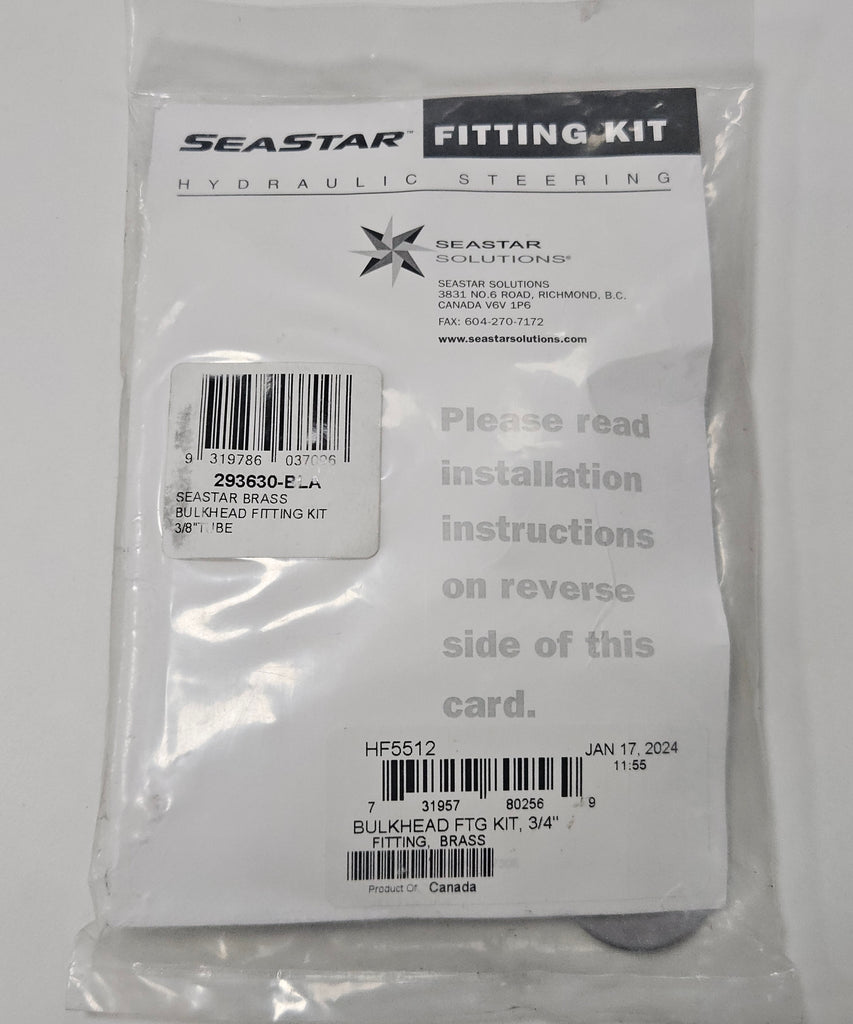 SEASTAR™ FITTING KIT
HYDRAULIC STEERING
SEASTAR
SOLUTIONS®
SEASTAR SOLUTIONS
3831 NO.6 ROAD, RICHMOND, B.C.
CANADA V6V 1P6
FAX: 604-270-7172
www.seastarsolutions.com
9 319786 037026
293630-BLA
SEASTAR BRASS
BULKHEAD FITTING KIT
3/8"TUBE
Please read
installation
instructions
on reverse
side of this
card.
HF5512 JAN 17, 2024
11:55
7 31957 80256 9
BULKHEAD FTG KIT, 3/4"
FITTING, BRASS
Product Of Canada